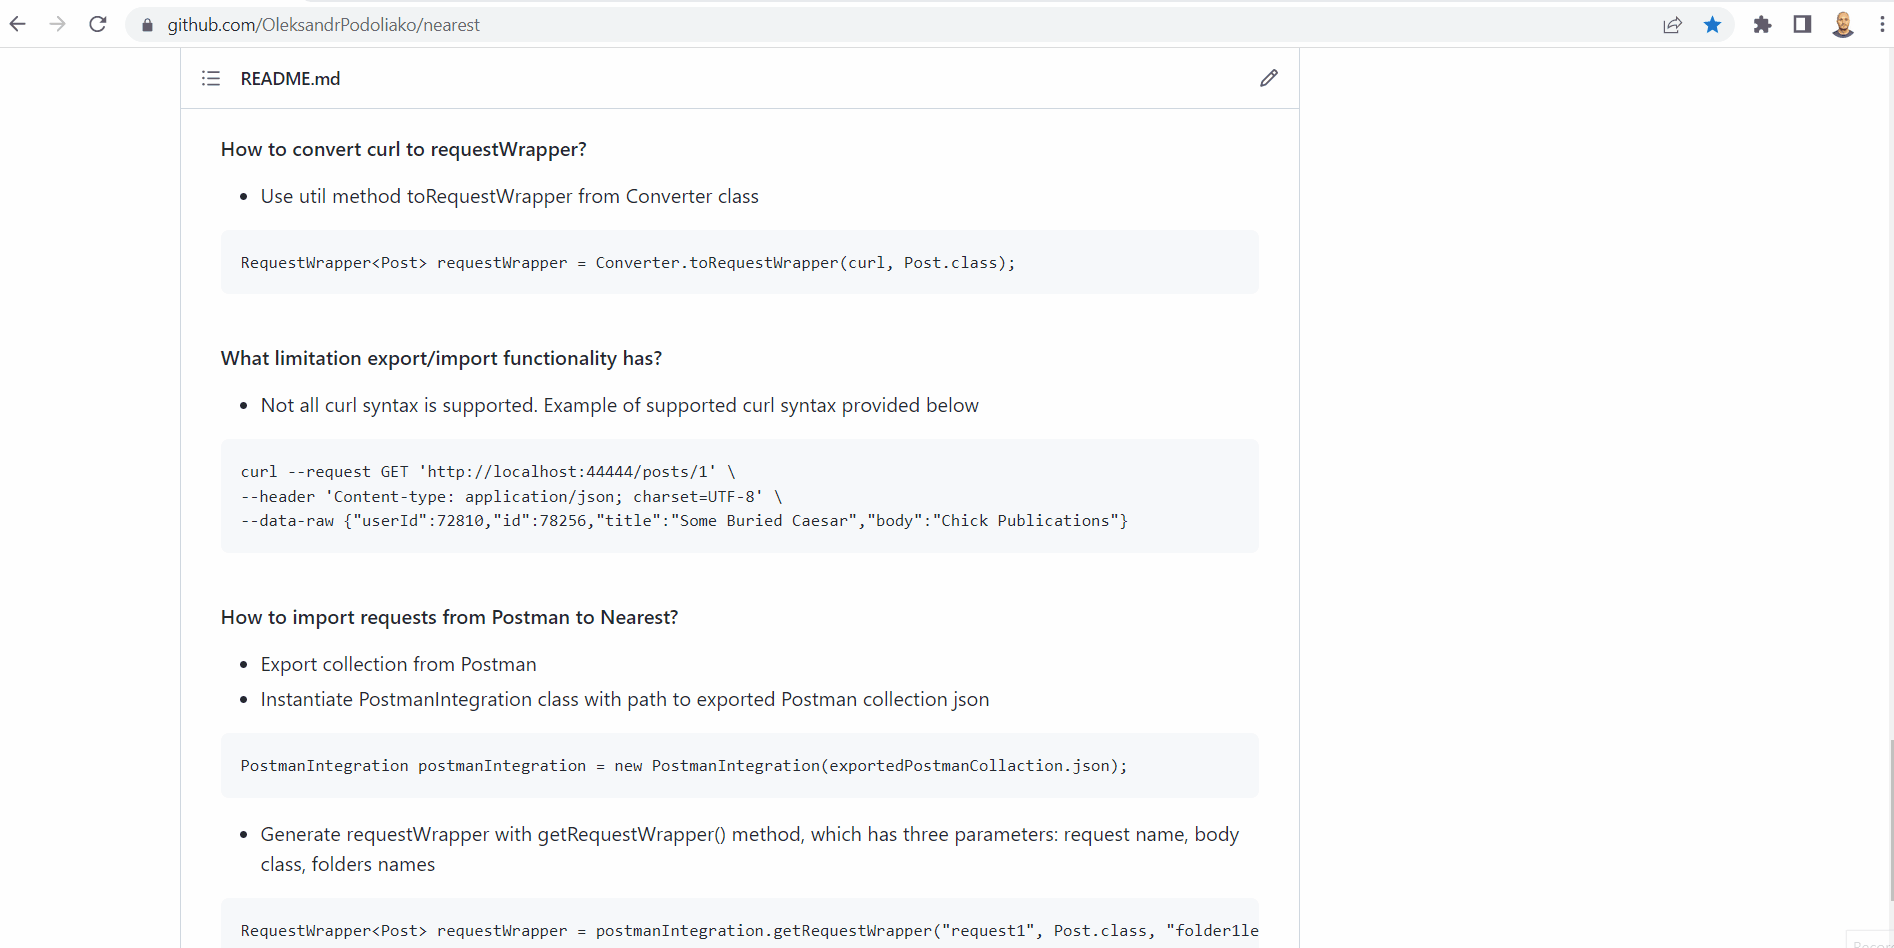 github.com/OleksandrPodoliako/nearest
README.md
How to convert curl to requestWrapper?
Use util method toRequestWrapper from Converter class
RequestWrapper<Post> requestWrapper = Converter.toRequestWrapper(curl, Post.class);
What limitation export/import functionality has?
Not all curl syntax is supported. Example of supported curl syntax provided below
curl --request GET 'http://localhost:44444/posts/1' \
--header 'Content-type: application/json; charset=UTF-8' \
--data-raw {"userId":72810,"id":78256,"title":"Some Buried Caesar","body":"Chick Publications"}
How to import requests from Postman to Nearest?
Export collection from Postman
Instantiate PostmanIntegration class with path to exported Postman collection json
PostmanIntegration postmanIntegration = new PostmanIntegration(exportedPostmanCollaction.json);
Generate requestWrapper with getRequestWrapper() method, which has three parameters: request name, body
class, folders names
RequestWrapper<Post> requestWrapper = postmanIntegration.getRequestWrapper("request1", Post.class, "folder1le